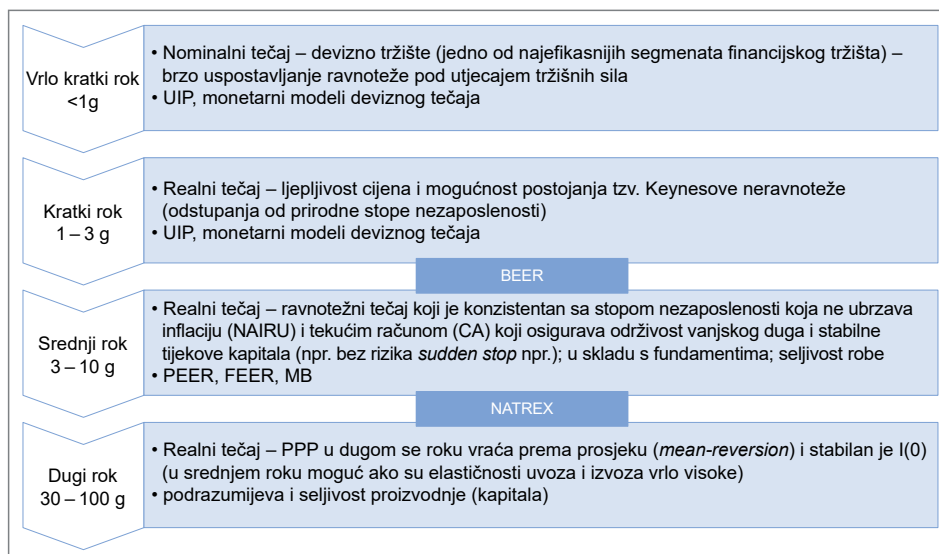 Vrlo kratki rok
<1g
• Nominalni tečaj – devizno tržište (jedno od najefikasnijih segmenata financijskog tržišta) –
brzo uspostavljanje ravnoteže pod utjecajem tržišnih sila
• UIP, monetarni modeli deviznog tečaja
Kratki rok
1 – 3 g
• Realni tečaj – ljepljivost cijena i mogućnost postojanja tzv. Keynesove neravnoteže
(odstupanja od prirodne stope nezaposlenosti)
• UIP, monetarni modeli deviznog tečaja
BEER
Srednji rok
3 – 10 g
• Realni tečaj – ravnotežni tečaj koji je konzistentan sa stopom nezaposlenosti koja ne ubrzava
inflaciju (NAIRU) i tekućim računom (CA) koji osigurava održivost vanjskog duga i stabilne
tijekove kapitala (npr. bez rizika sudden stop npr.); u skladu s fundamentima; seljivost robe
• PEER, FEER, MB
NATREX
Dugi rok
30 – 100 g
• Realni tečaj – PPP u dugom se roku vraća prema prosjeku (mean-reversion) i stabilan je I(0)
(u srednjem roku moguć ako su elastičnosti uvoza i izvoza vrlo visoke)
• podrazumijeva i seljivost proizvodnje (kapitala)